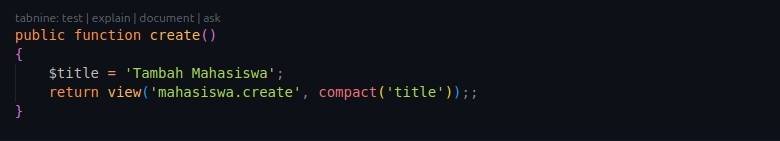 tabnine: test | explain | document | ask
public function create()
{
    $title = 'Tambah Mahasiswa';
    return view('mahasiswa.create', compact('title'));;
}